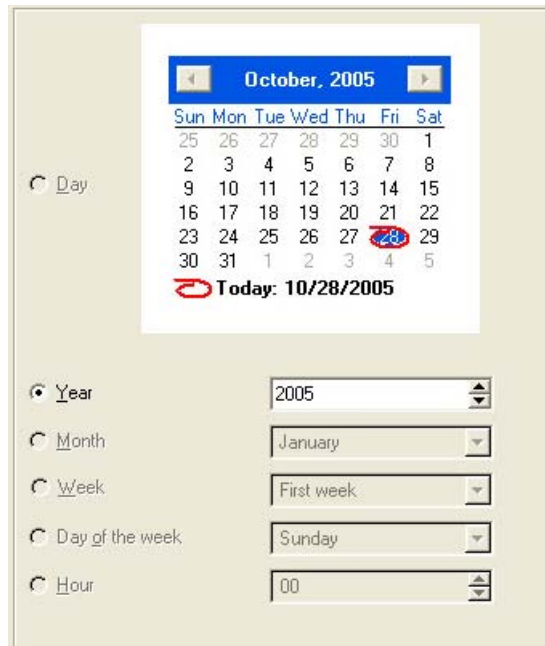 October, 2005
Sun Mon Tue Wed Thu Fri Sat
25 26 27 28 29 30 1
2 3 4 5 6 7 8
Day
9 10 11 12 13 14 15
16 17 18 19 20 21 22
23 24 25 26 27 28 29
30 31 1 2 3 4 5
Today: 10/28/2005
Year 2005
Month January
Week First week
Day of the week Sunday
Hour 00